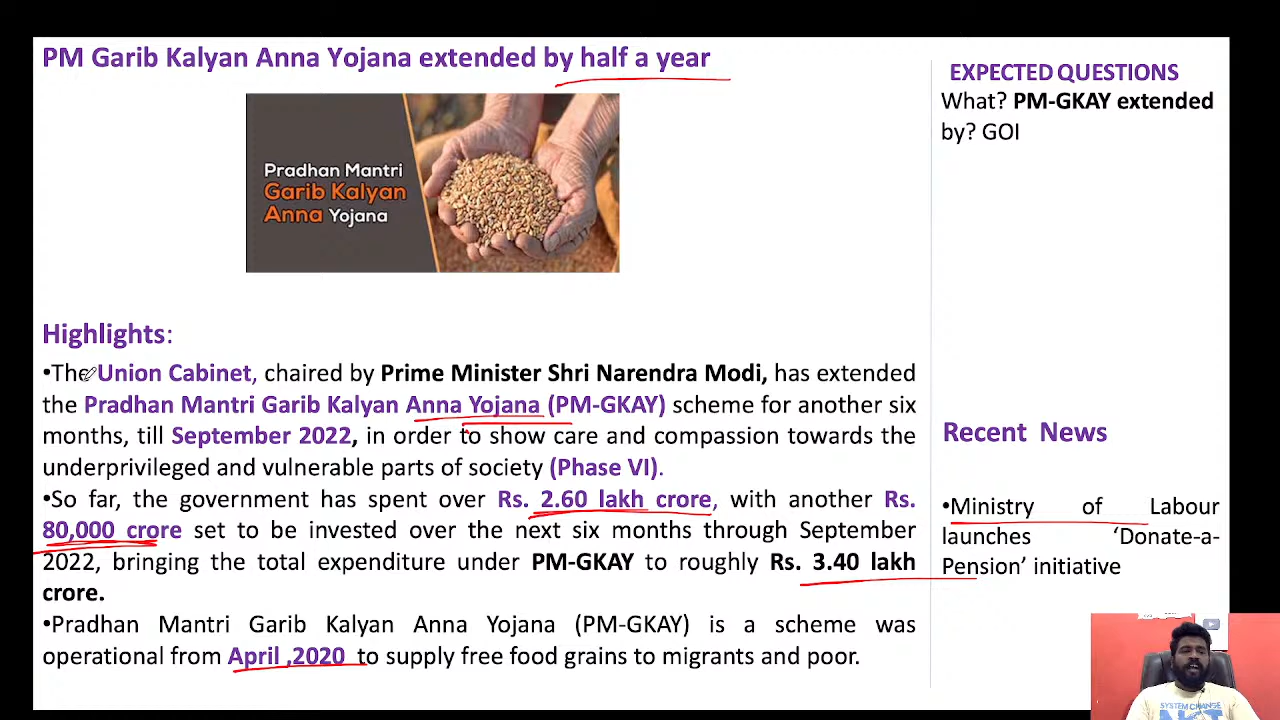 PM Garib Kalyan Anna Yojana extended by half a year
Pradhan Mantri
Garib Kalyan
Anna Yojana
Highlights:
•The Union Cabinet, chaired by Prime Minister Shri Narendra Modi, has extended
the Pradhan Mantri Garib Kalyan Anna Yojana (PM-GKAY) scheme for another six
months, till September 2022, in order to show care and compassion towards the
underprivileged and vulnerable parts of society (Phase VI).
•So far, the government has spent over Rs. 2.60 lakh crore, with another Rs.
80,000 crore set to be invested over the next six months through September
2022, bringing the total expenditure under PM-GKAY to roughly Rs. 3.40 lakh
crore.
•Pradhan Mantri Garib Kalyan Anna Yojana (PM-GKAY) is a scheme was
operational from April ,2020 to supply free food grains to migrants and poor.
EXPECTED QUESTIONS
What? PM-GKAY extended
by? GOI
Recent News
•Ministry of Labour
launches ‘Donate-a-
Pension’ initiative
SYSTEM CHANGE
NOT